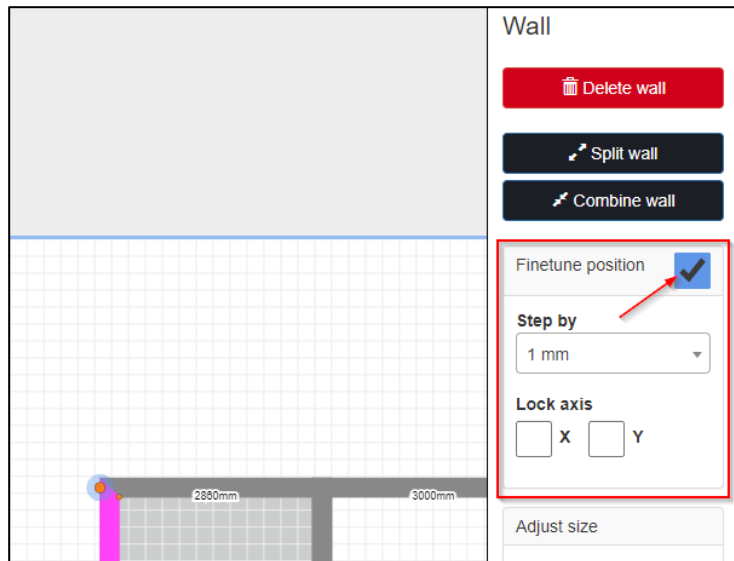 Wall
Delete wall
Split wall
Combine wall
Finetune position
Step by
1 mm
Lock axis
X Y
2860mm
3000mm
Adjust size